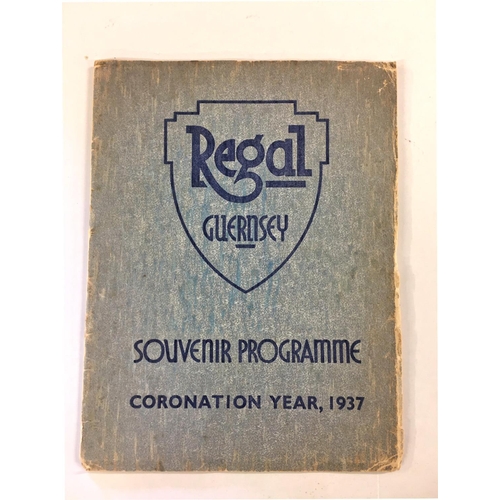 Regal
GUERNSEY
SOUVENIR PROGRAMME
CORONATION YEAR, 1937